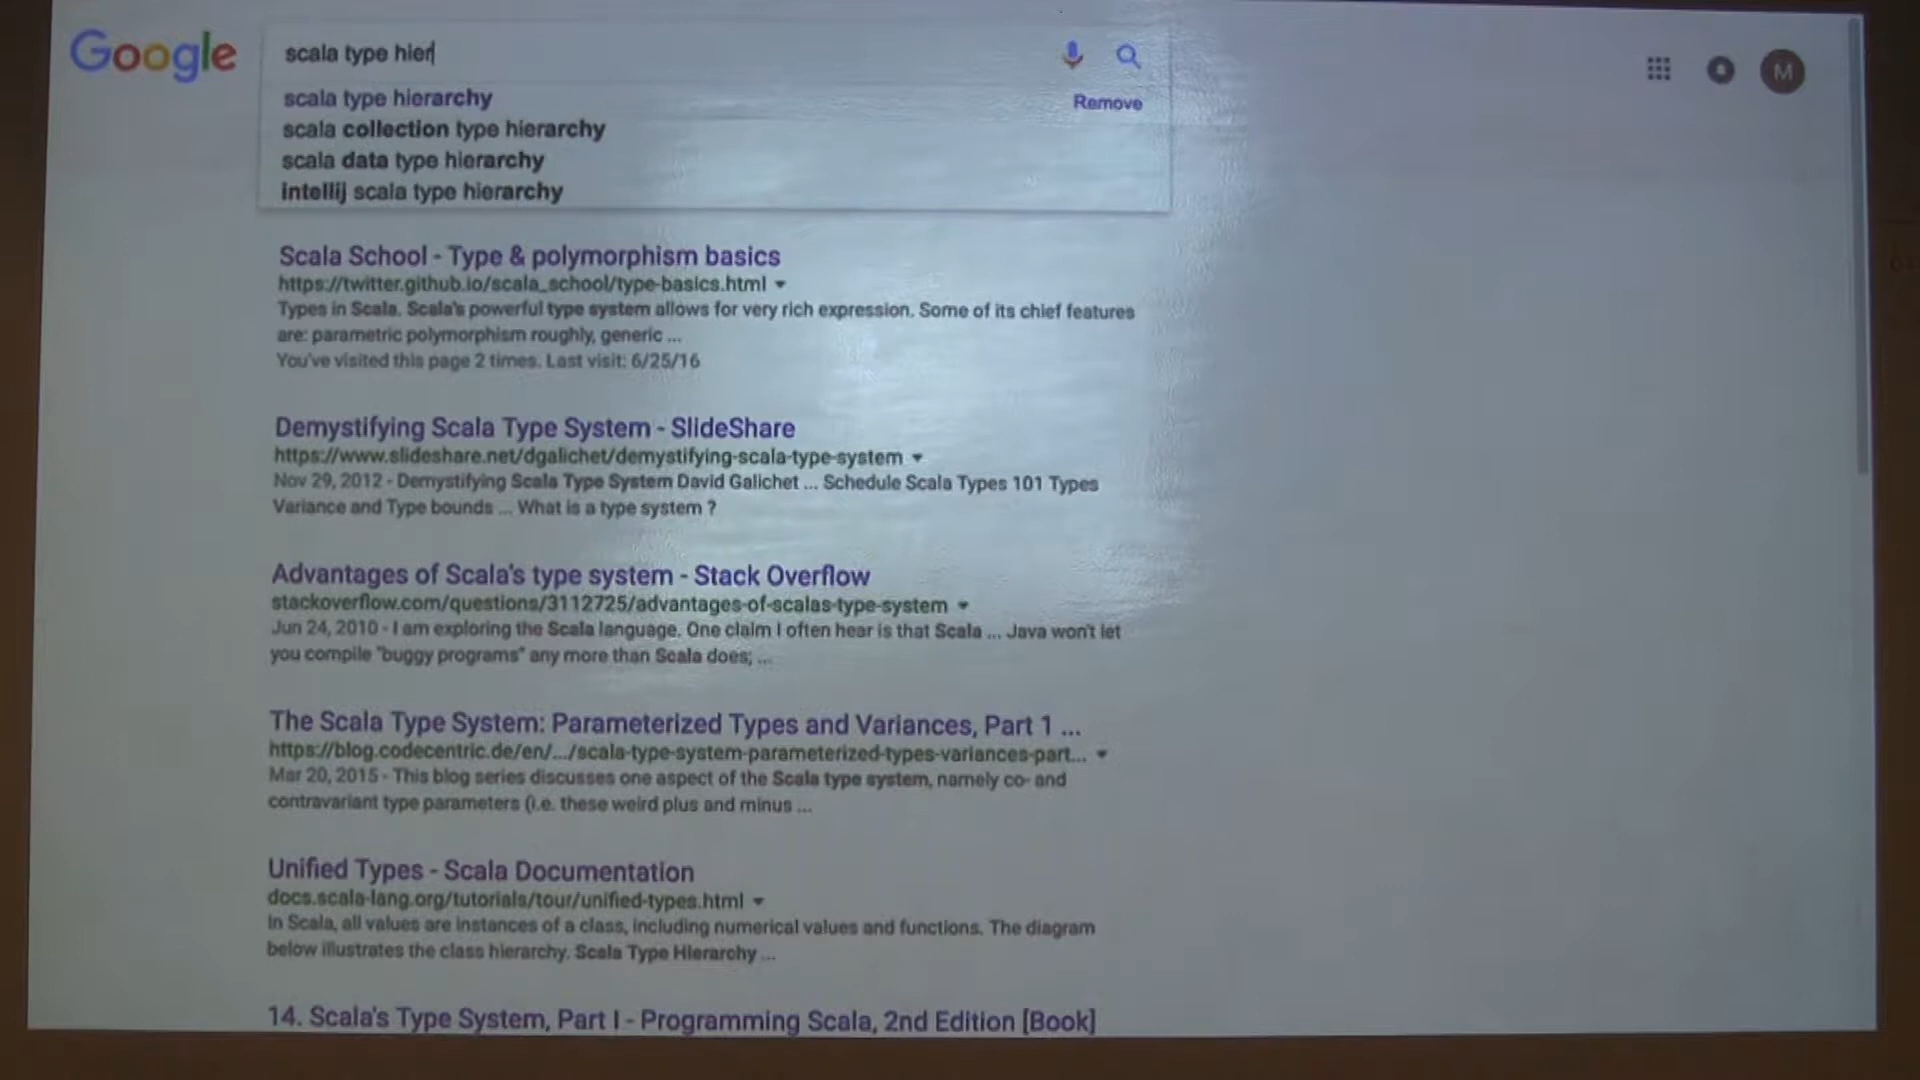 Google
scala type hier
scala type hierarchy
Remove
scala collection type hierarchy
scala data type hierarchy
intellij scala type hierarchy
M
Scala School - Type & polymorphism basics
https://twitter.github.io/scala_school/type-basics.html
Types in Scala. Scala's powerful type system allows for very rich expression. Some of its chief features
are: parametric polymorphism roughly, generic ...
You've visited this page 2 times. Last visit: 6/25/16
Demystifying Scala Type System - SlideShare
https://www.slideshare.net/dgalichet/demystifying-scala-type-system
Nov 29, 2012 - Demystifying Scala Type System David Galichet ... Schedule Scala Types 101 Types
Variance and Type bounds ... What is a type system ?
Advantages of Scala's type system - Stack Overflow
stackoverflow.com/questions/3112725/advantages-of-scalas-type-system
Jun 24, 2010 - I am exploring the Scala language. One claim I often hear is that Scala ... Java won't let
you compile "buggy programs" any more than Scala does; ...
The Scala Type System: Parameterized Types and Variances, Part 1 ...
https://blog.codecentric.de/en/.../scala-type-system-parameterized-types-variances-part...
Mar 20, 2015 - This blog series discusses one aspect of the Scala type system, namely co- and
contravariant type parameters (i.e. these weird plus and minus ...
Unified Types - Scala Documentation
docs.scala-lang.org/tutorials/tour/unified-types.html
In Scala, all values are instances of a class, including numerical values and functions. The diagram
below illustrates the class hierarchy. Scala Type Hierarchy ...
14. Scala's Type System, Part I - Programming Scala, 2nd Edition [Book]